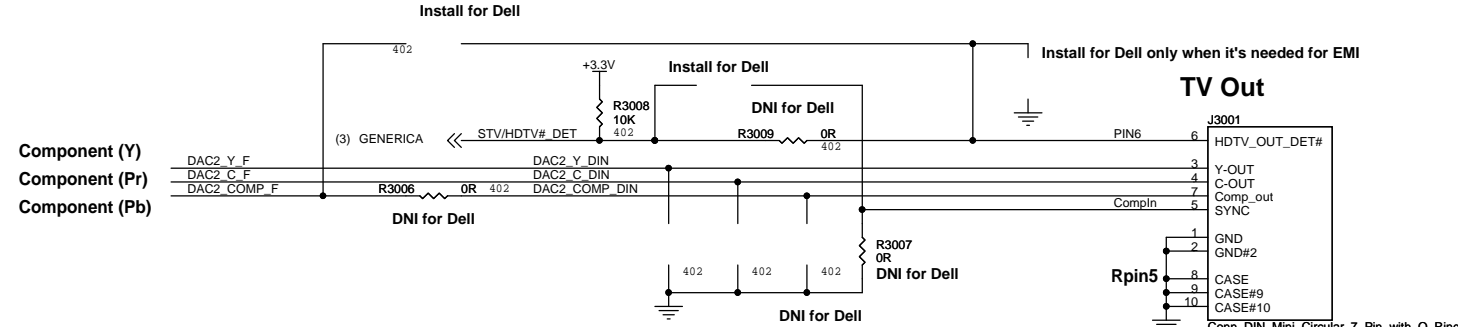 Install for Dell
402
Install for Dell only when it's needed for EMI
+3.3V
Install for Dell
TV Out
R3008
10K
402
DNI for Dell
J3001
(3) GENERICA
STV/HDTV#_DET
R3009
0R
402
PIN6
6
HDTV_OUT_DET#
Component (Y)
DAC2_Y_F
DAC2_Y_DIN
3
Y-OUT
Component (Pr)
DAC2_C_F
DAC2_C_DIN
4
C-OUT
DAC2_COMP_F
R3006
0R
402
DAC2_COMP_DIN
7
Comp_out
Component (Pb)
CompIn
5
SYNC
DNI for Dell
1
GND
2
GND#2
R3007
0R
DNI for Dell
402
402
402
Rpin5
8
CASE
9
CASE#9
10
CASE#10
DNI for Dell